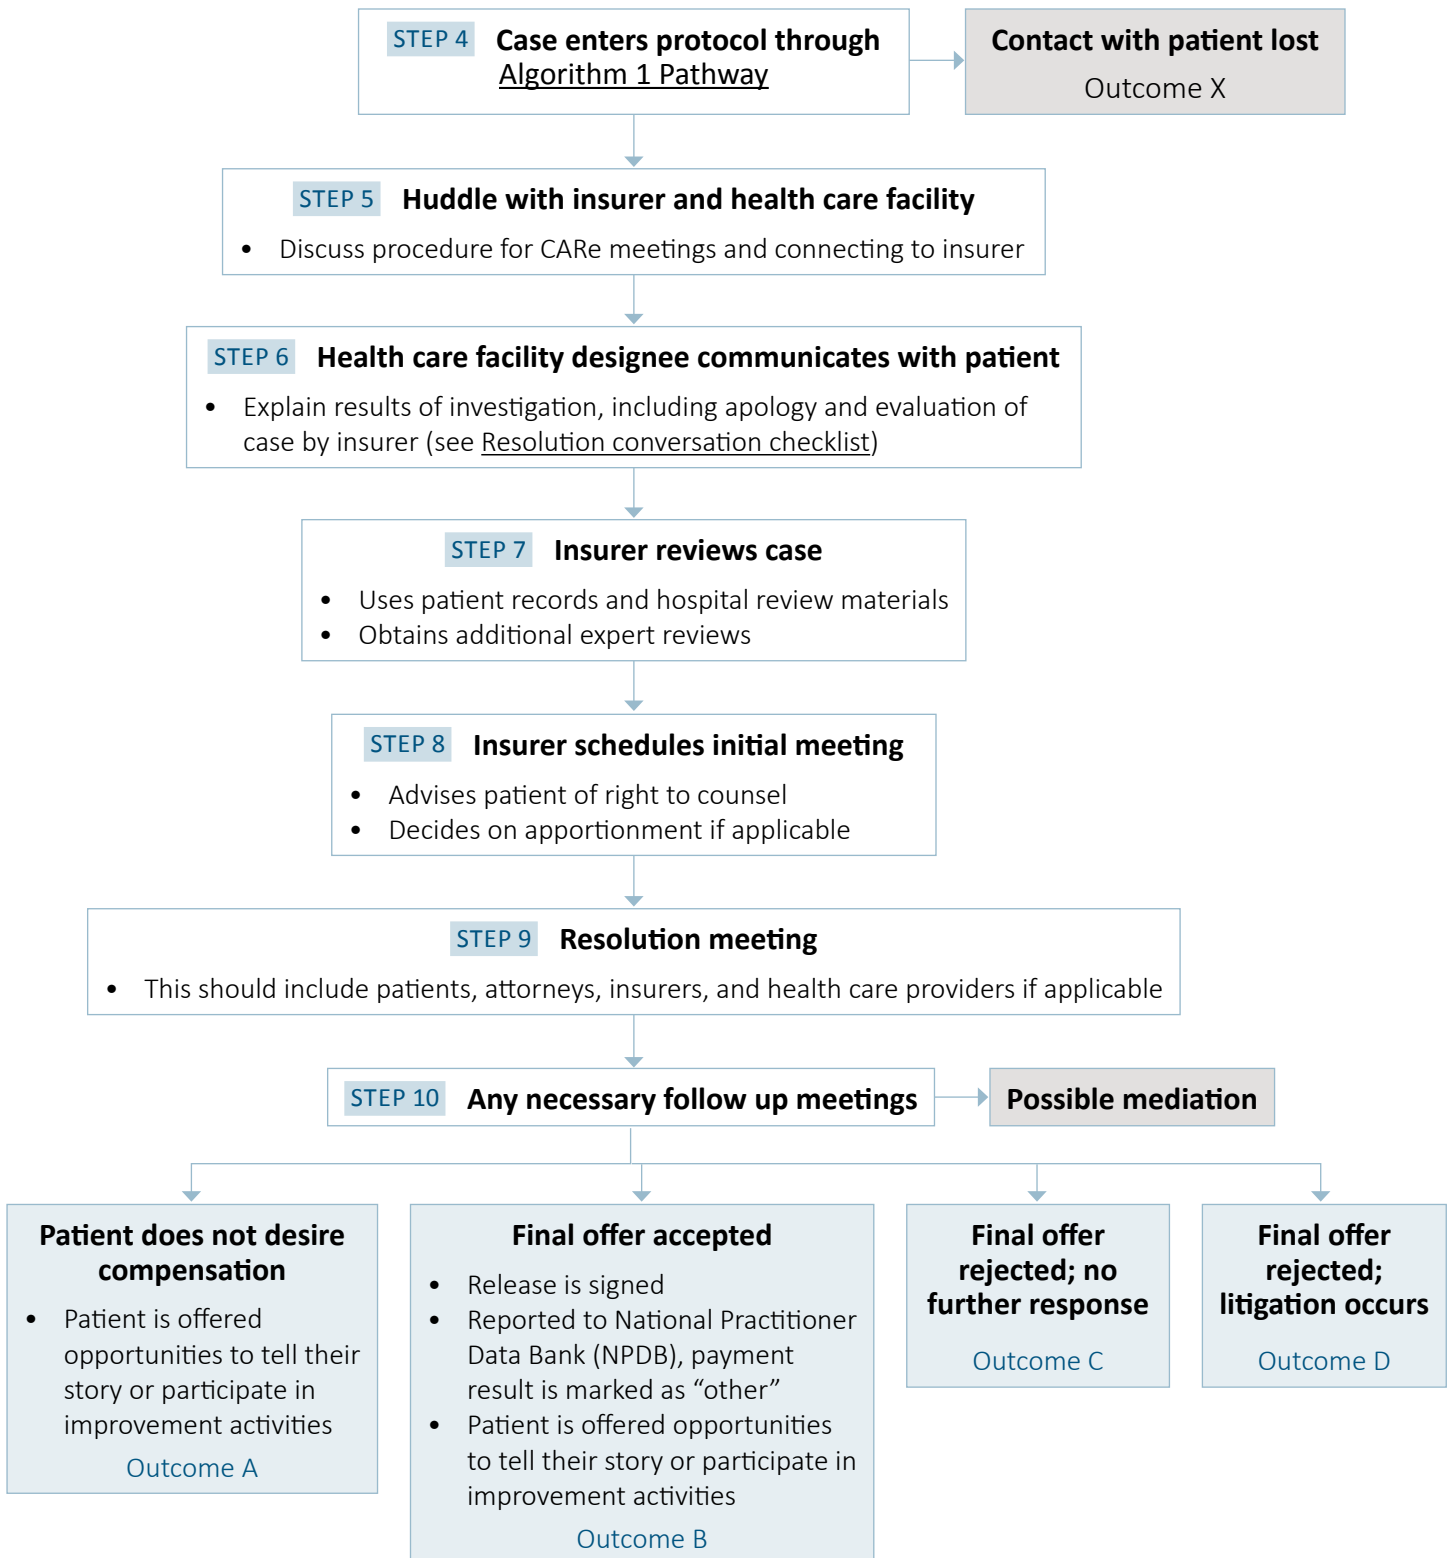 STEP 4 Case enters protocol through
Algorithm 1 Pathway
Contact with patient lost
Outcome X
STEP 5 Huddle with insurer and health care facility
• Discuss procedure for CARe meetings and connecting to insurer
STEP 6 Health care facility designee communicates with patient
• Explain results of investigation, including apology and evaluation of
case by insurer (see Resolution conversation checklist)
STEP 7 Insurer reviews case
• Uses patient records and hospital review materials
• Obtains additional expert reviews
STEP 8 Insurer schedules initial meeting
• Advises patient of right to counsel
• Decides on apportionment if applicable
STEP 9 Resolution meeting
• This should include patients, attorneys, insurers, and health care providers if applicable
STEP 10 Any necessary follow up meetings
Possible mediation
Patient does not desire
compensation
• Patient is offered
opportunities to tell their
story or participate in
improvement activities
Outcome A
Final offer accepted
• Release is signed
• Reported to National Practitioner
Data Bank (NPDB), payment
result is marked as “other”
• Patient is offered opportunities
to tell their story or participate in
improvement activities
Outcome B
Final offer
rejected; no
further response
Outcome C
Final offer
rejected;
litigation occurs
Outcome D